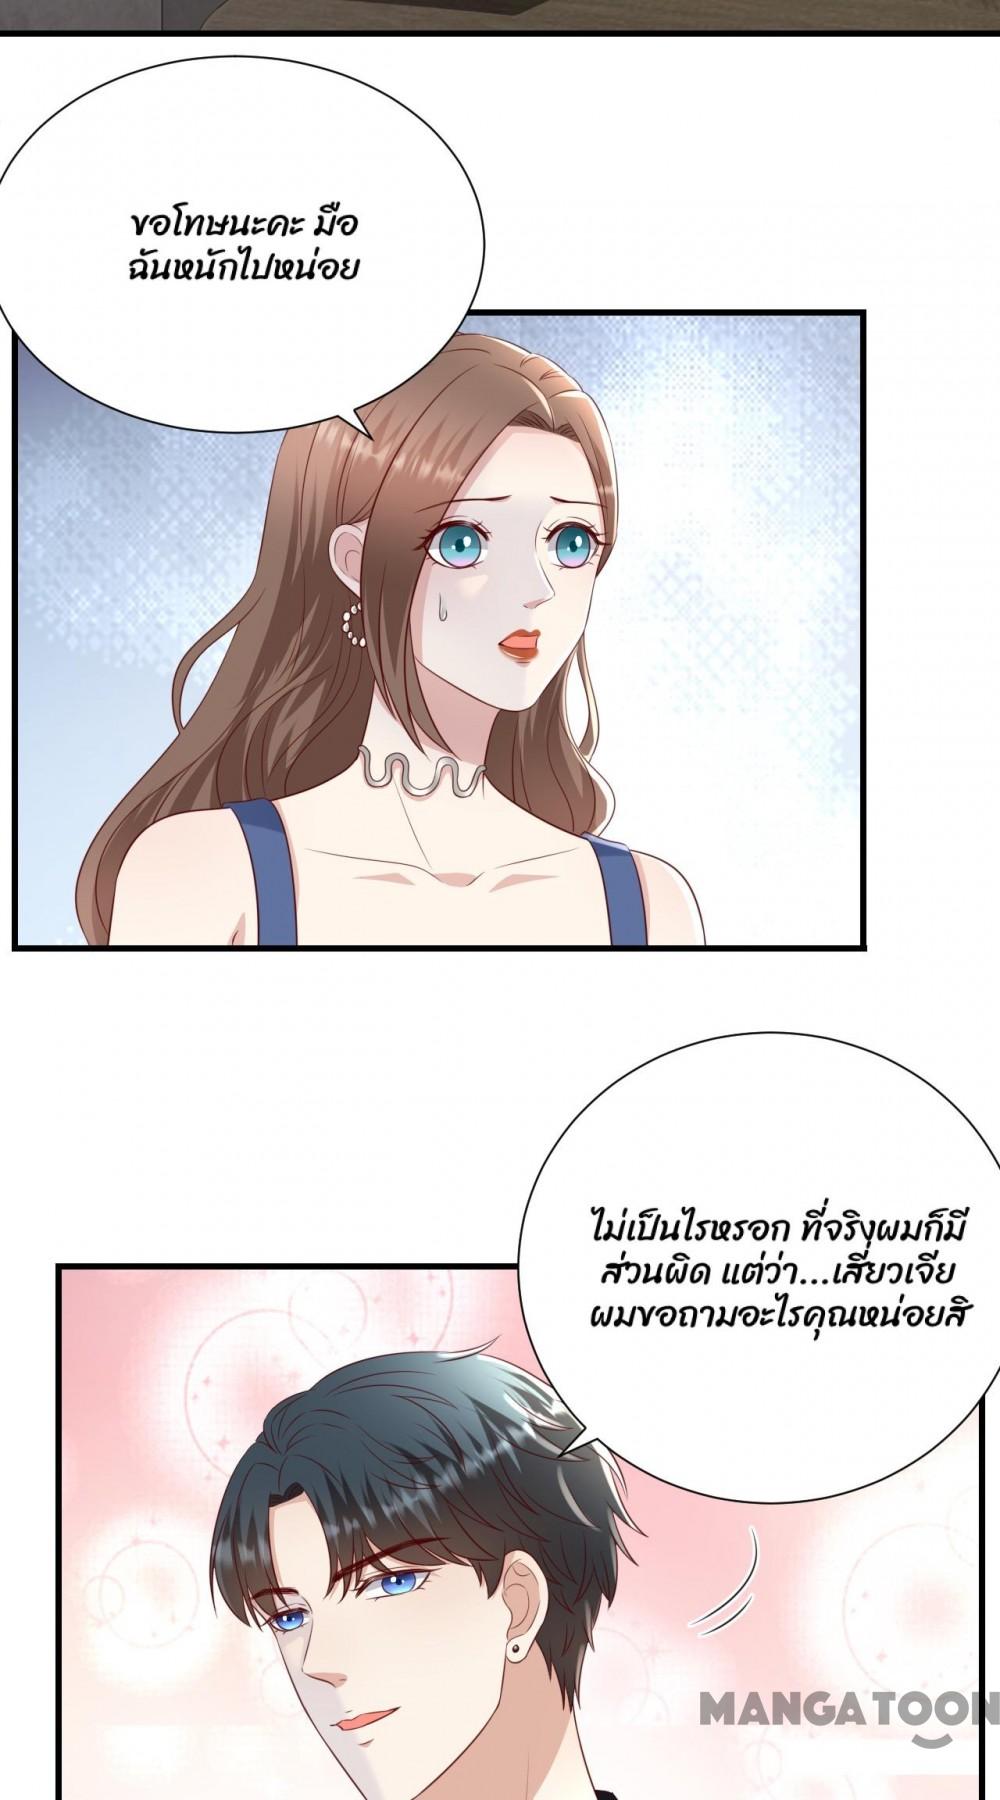 ขอโทษนะคะ มือ
ฉันหนักไปหน่อย
ไม่เป็นไรหรอก ที่จริงผมก็มี
ส่วนผิด แต่ว่า...เสี่ยวเจีย
ผมขอถามอะไรคุณหน่อยสิ
MANGATOON